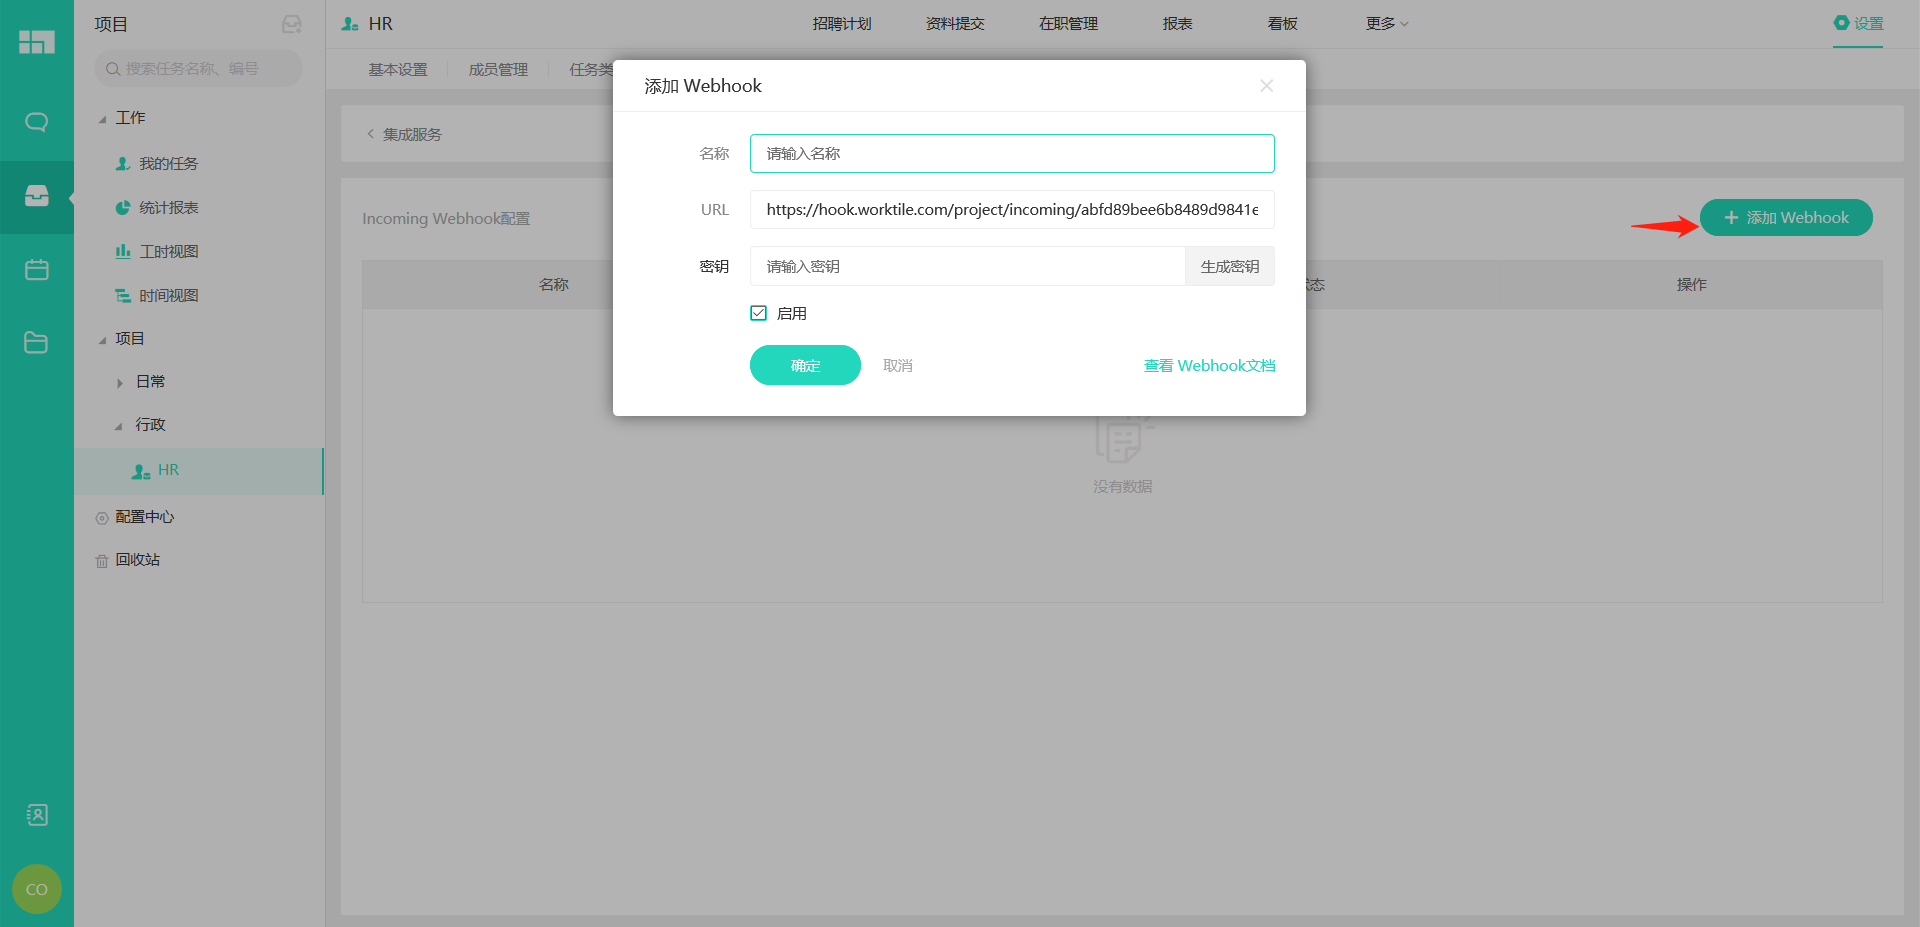 项目
搜索任务名称、编号
工作
我的任务
统计报表
工时视图
时间视图
项目
日常
行政
HR
配置中心
回收站
CO
HR
招聘计划
资料提交
在职管理
报表
看板
更多
设置
基本设置
成员管理
任务类
集成服务
Incoming Webhook配置
添加 Webhook
名称
态
操作
没有数据
添加 Webhook
名称
请输入名称
URL
https://hook.worktile.com/project/incoming/abfd89bee6b8489d9841e
密钥
请输入密钥
生成密钥
启用
确定
取消
查看 Webhook文档